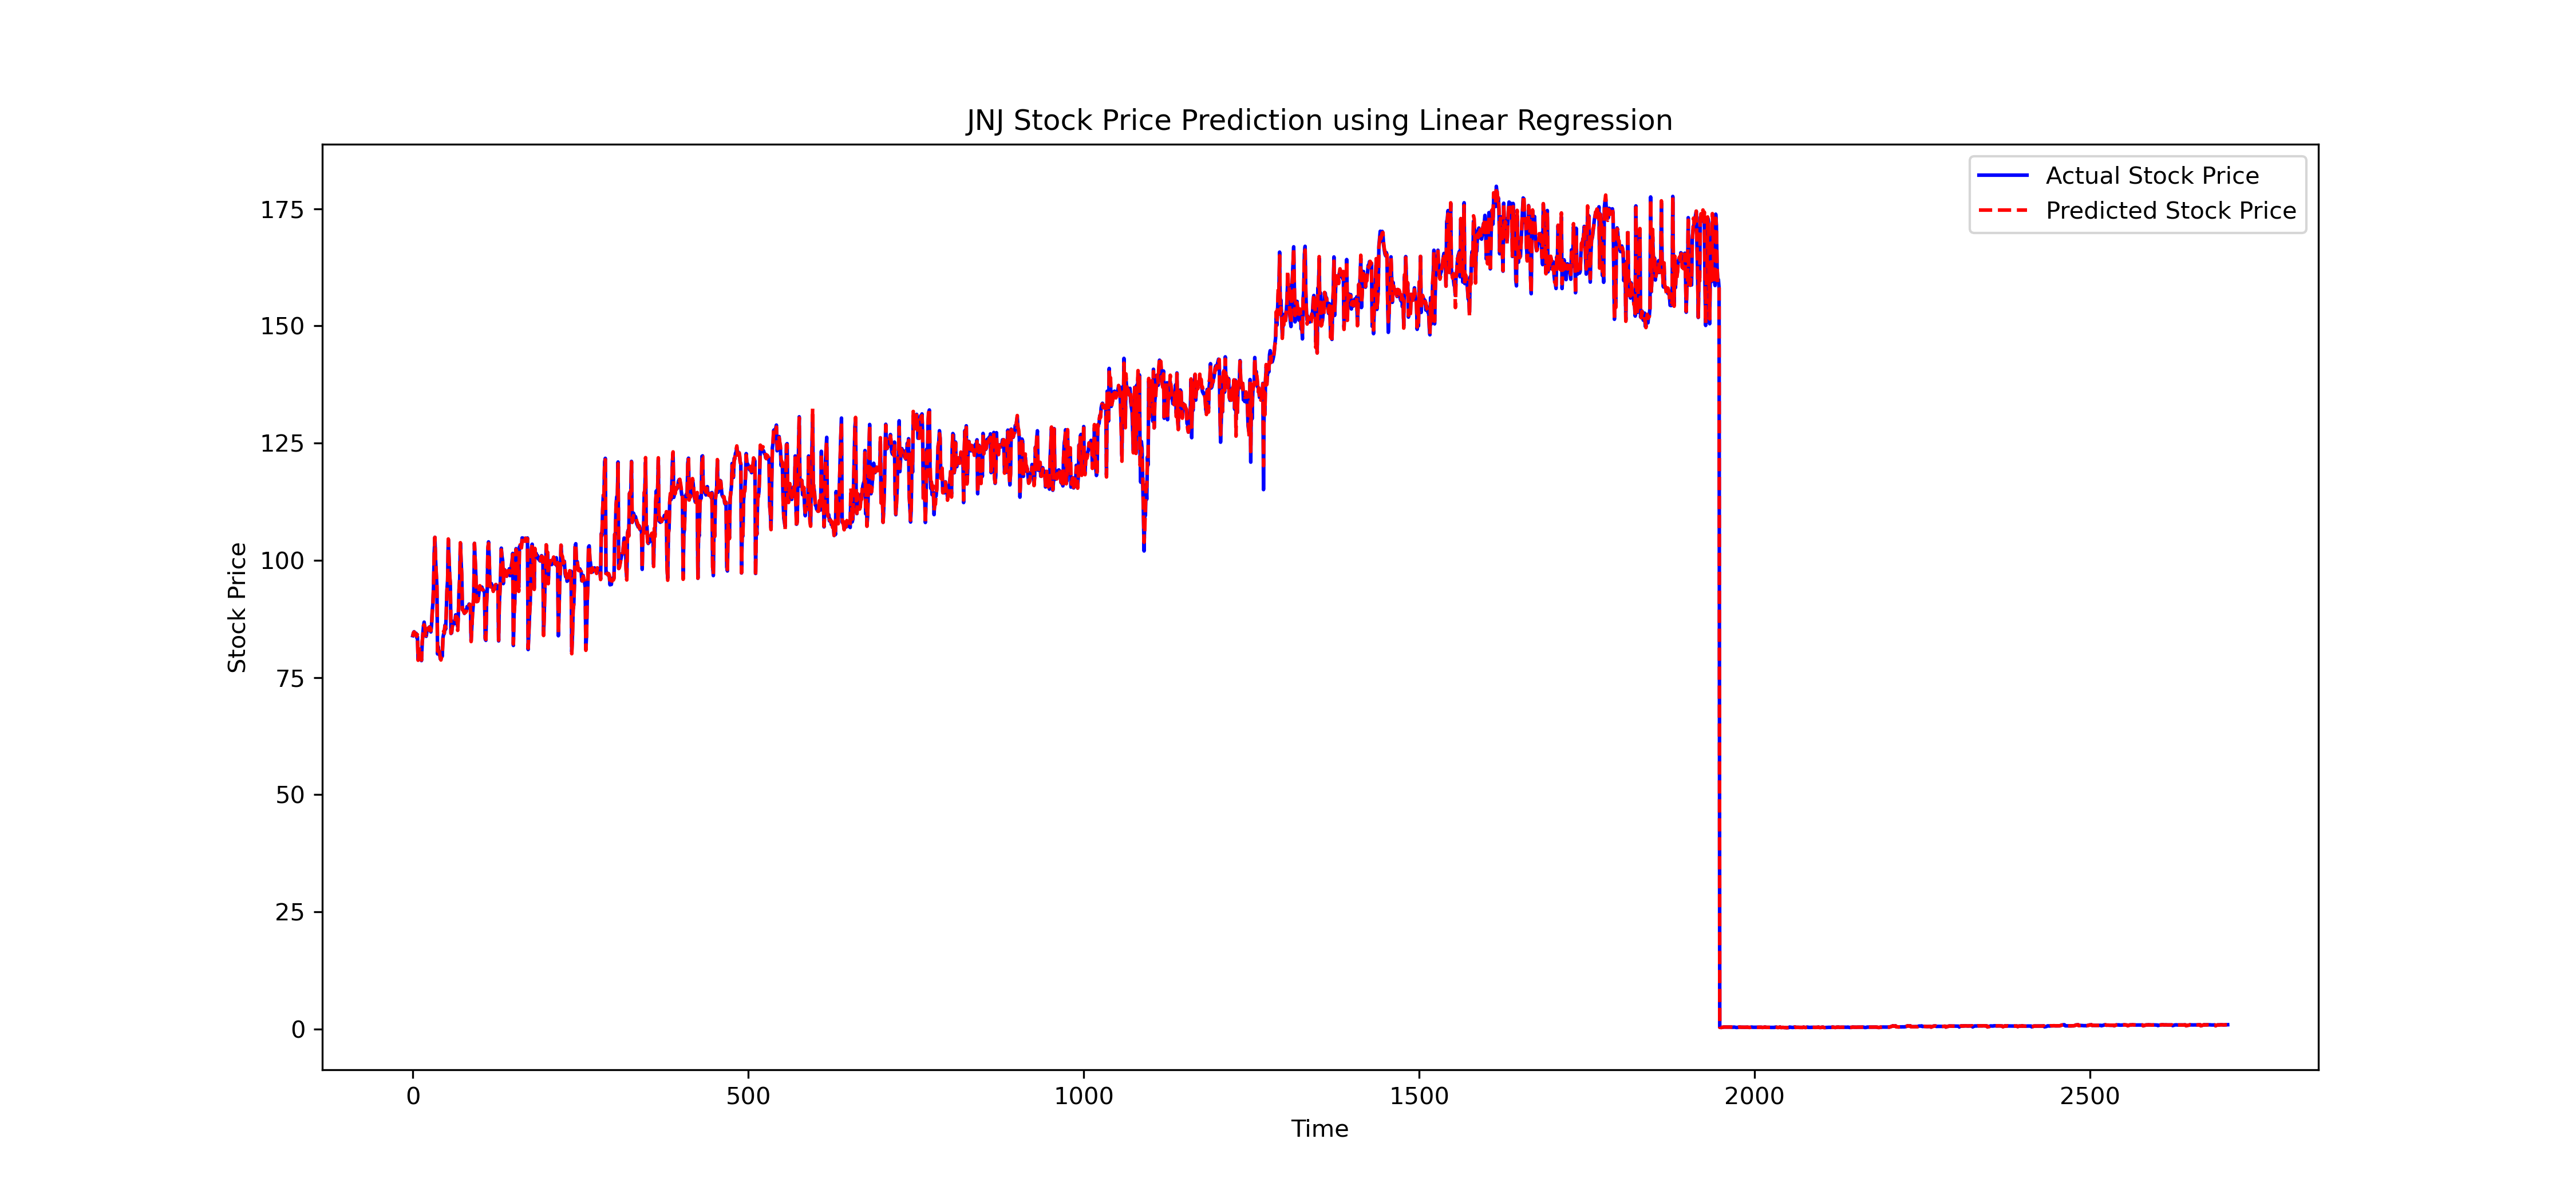 JNJ Stock Price Prediction using Linear Regression
Actual Stock Price
Predicted Stock Price
Stock Price
175
150
125
100
75
50
25
0
0 500 1000 1500 2000 2500
Time